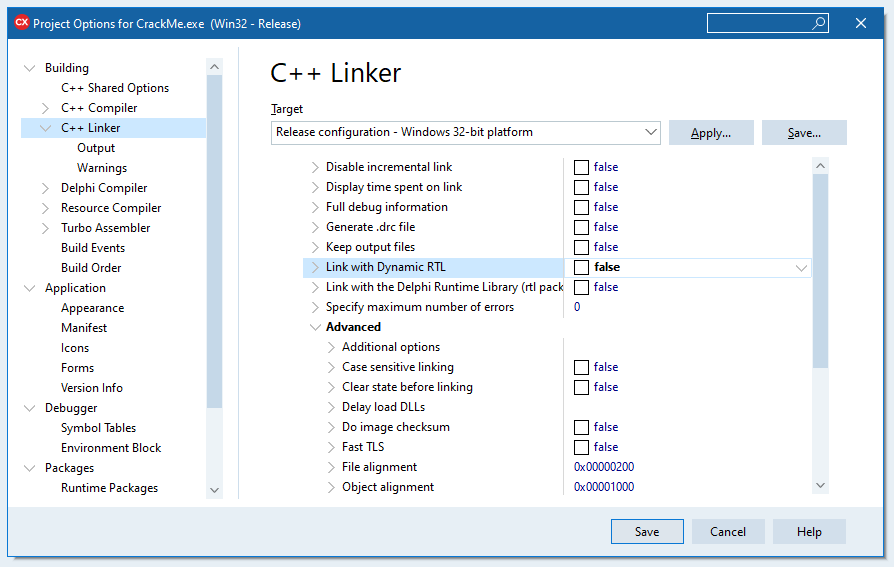 CX Project Options for CrackMe.exe (Win32 - Release)
Building
C++ Shared Options
C++ Compiler
C++ Linker
Output
Warnings
Delphi Compiler
Resource Compiler
Turbo Assembler
Build Events
Build Order
Application
Appearance
Manifest
Icons
Forms
Version Info
Debugger
Symbol Tables
Environment Block
Packages
Runtime Packages
C++ Linker
Target
Release configuration - Windows 32-bit platform
Apply...
Save...
Disable incremental link false
Display time spent on link false
Full debug information false
Generate .drc file false
Keep output files false
Link with Dynamic RTL false
Link with the Delphi Runtime Library (rtl pack false
Specify maximum number of errors 0
Advanced
Additional options
Case sensitive linking false
Clear state before linking false
Delay load DLLs
Do image checksum false
Fast TLS false
File alignment 0x00000200
Object alignment 0x00001000
Save
Cancel
Help